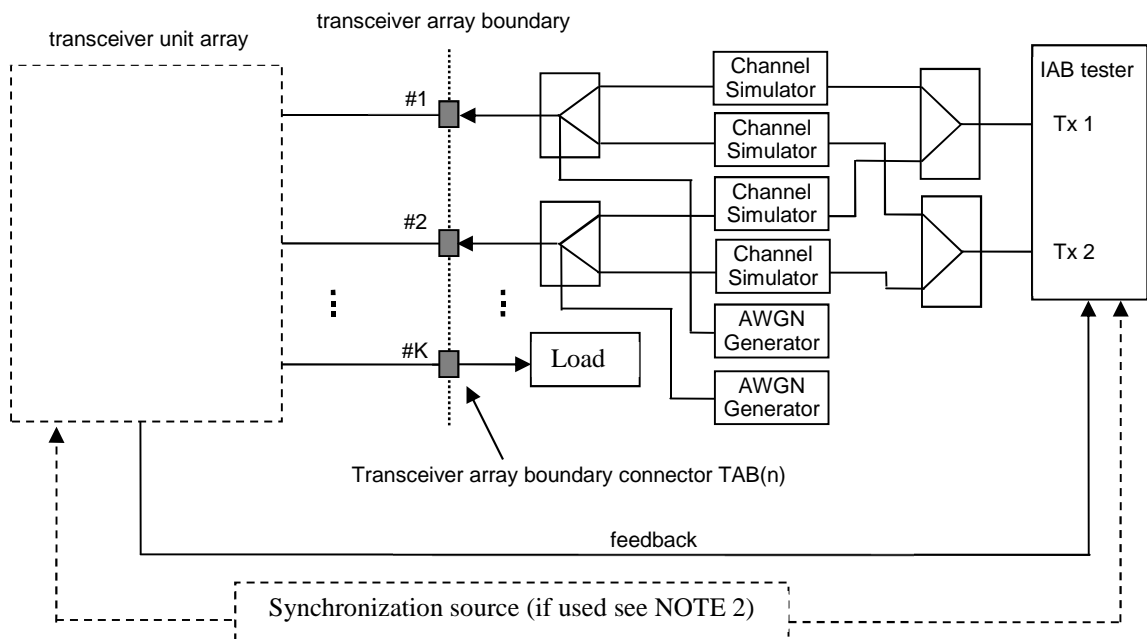 transceiver array boundary
transceiver unit array
IAB tester
Channel
Simulator
#1
Tx 1
Channel
Simulator
Channel
Simulator
#2
Tx 2
Channel
Simulator
AWGN
Generator
#K
Load
AWGN
Generator
Transceiver array boundary connector TAB(n)
feedback
Synchronization source (if used see NOTE 2)